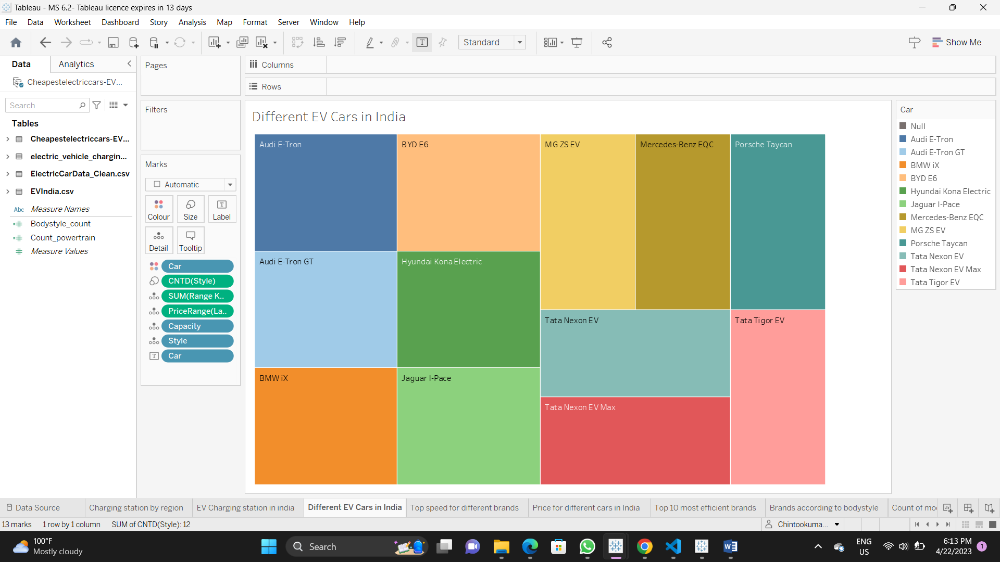 Tableau - MS 6.2- Tableau licence expires in 13 days
File Data Worksheet Dashboard Story Analysis Map Format Server Window Help
Standard
Show Me
Data Analytics
Cheapestelectriccars-EV...
Search
Tables
Cheapestelectriccars-EV...
electric_vehicle_chargin...
ElectricCarData_Clean.csv
EVIndia.csv
Abc Measure Names
Bodystyle_count
Count_powertrain
Measure Values
Pages
Filters
Marks
Automatic
Colour Size Label
Detail Tooltip
Car
CNTD(Style)
SUM(Range K..
PriceRange(La..
Capacity
Style
Car
Columns
Rows
Different EV Cars in India
Audi E-Tron
BYD E6
MG ZS EV
Mercedes-Benz EQC
Porsche Taycan
Audi E-Tron GT
Hyundai Kona Electric
Tata Nexon EV
Tata Tigor EV
BMW iX
Jaguar I-Pace
Tata Nexon EV Max
Car
Null
Audi E-Tron
Audi E-Tron GT
BMW iX
BYD E6
Hyundai Kona Electric
Jaguar I-Pace
Mercedes-Benz EQC
MG ZS EV
Porsche Taycan
Tata Nexon EV
Tata Nexon EV Max
Tata Tigor EV
Data Source Charging station by region EV Charging station in india Different EV Cars in India Top speed for different brands Price for different cars in India Top 10 most efficient brands Brands according to bodystyle Count of mo
13 marks 1 row by 1 column SUM of CNTD(Style): 12 Chintookuma...
100°F
Mostly cloudy
Search
ENG
US
6:13 PM
4/22/2023
1